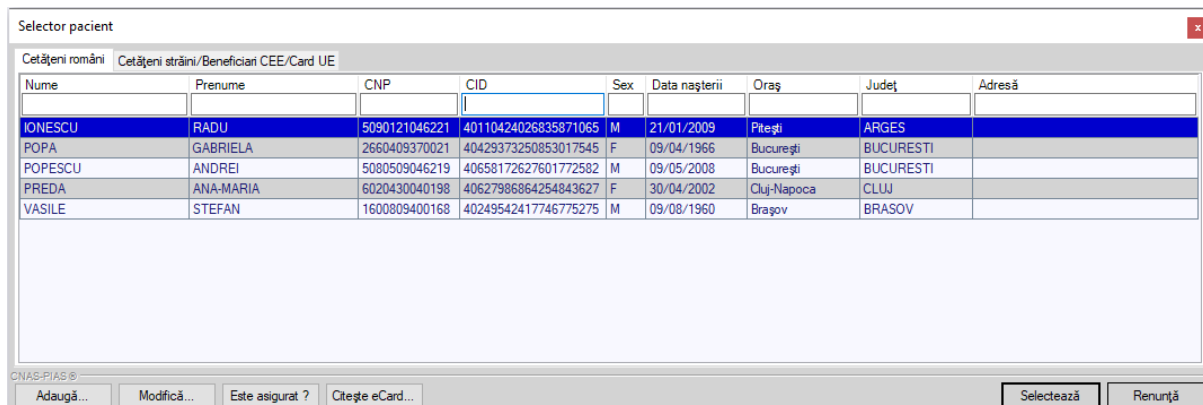 Selector pacient
x
Cetăţeni români Cetăţeni străini/Beneficiari CEE/Card UE
Nume Prenume CNP CID Sex Data naşterii Oraş Judeţ Adresă
IONESCU RADU 5090121046221 40110424026835871065 M 21/01/2009 Piteşti ARGES
POPA GABRIELA 2660409370021 40429373250853017545 F 09/04/1966 Bucureşti BUCURESTI
POPESCU ANDREI 5080509046219 40658172627601772582 M 09/05/2008 Bucureşti BUCURESTI
PREDA ANA-MARIA 6020430040198 40627986864254843627 F 30/04/2002 Cluj-Napoca CLUJ
VASILE STEFAN 1600809400168 40249542417746775275 M 09/08/1960 Braşov BRASOV
CNAS-PIAS ®
Adaugă... Modifică... Este asigurat ? Citeşte eCard... Selectează Renunţă